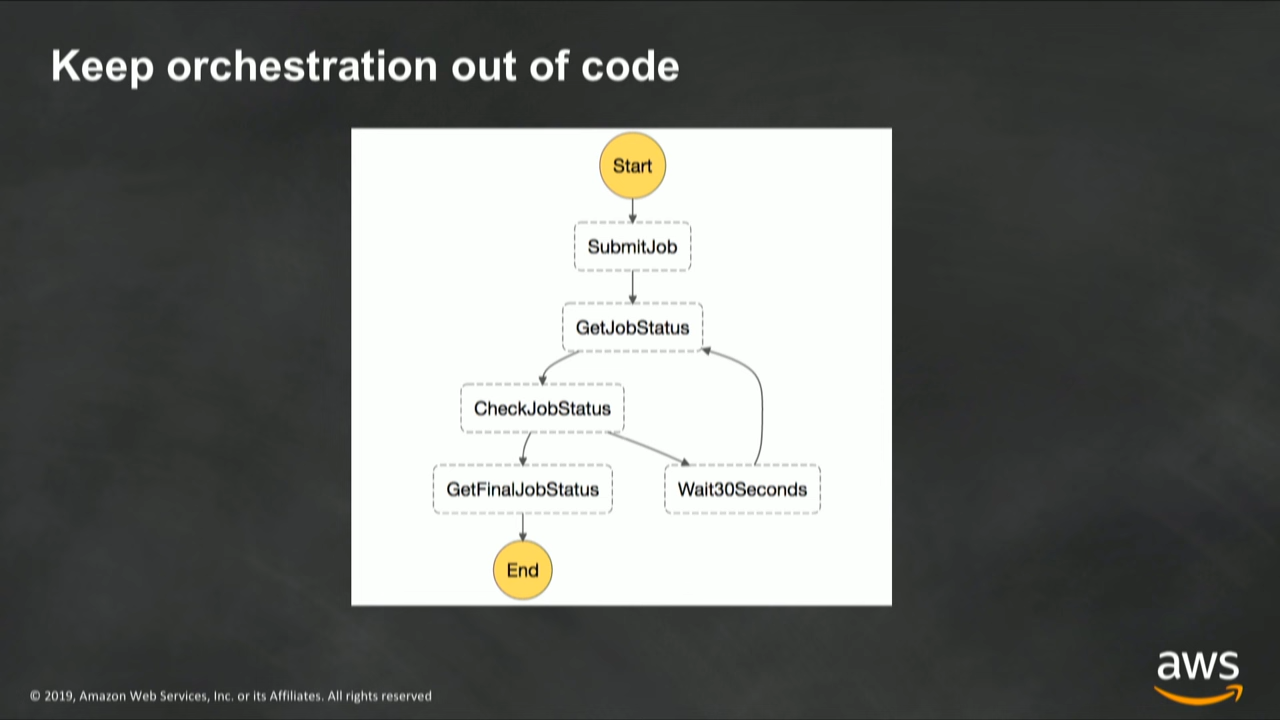 Keep orchestration out of code
Start
SubmitJob
GetJobStatus
CheckJobStatus
GetFinalJobStatus
Wait30Seconds
End
aws
© 2019, Amazon Web Services, Inc. or its Affiliates. All rights reserved